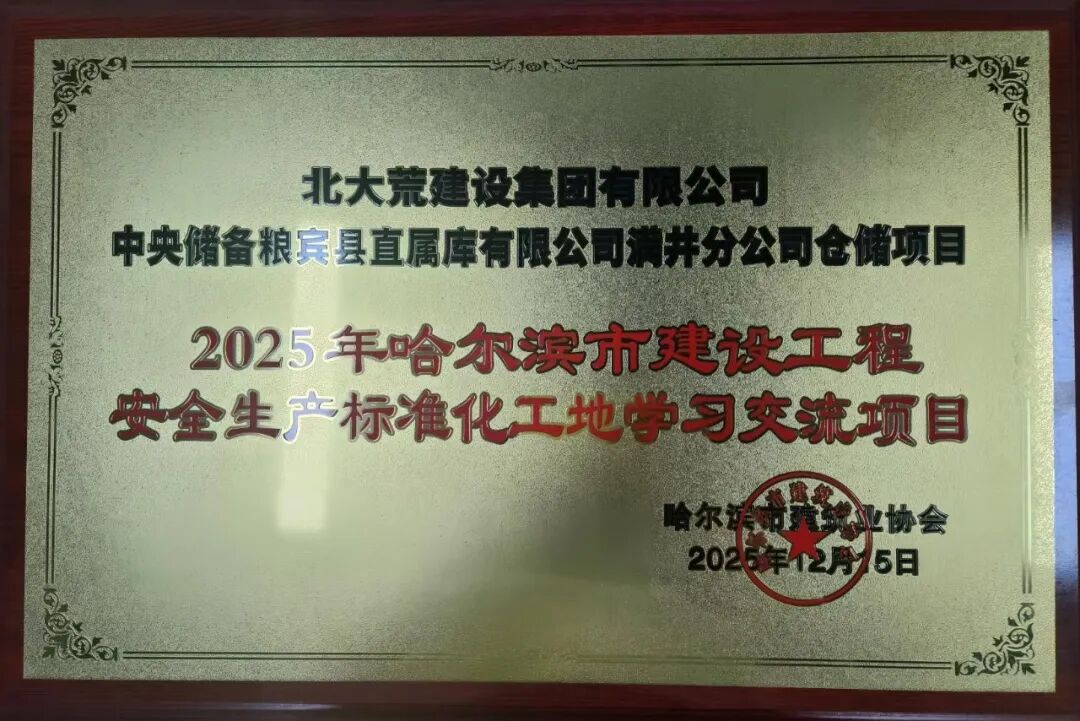 北大荒建设集团有限公司
中央储备粮宾县直属库有限公司满井分公司仓储项目
2025年哈尔滨市建设工程
安全生产标准化工地学习交流项目
哈尔滨市建筑业协会
2025年12月15日